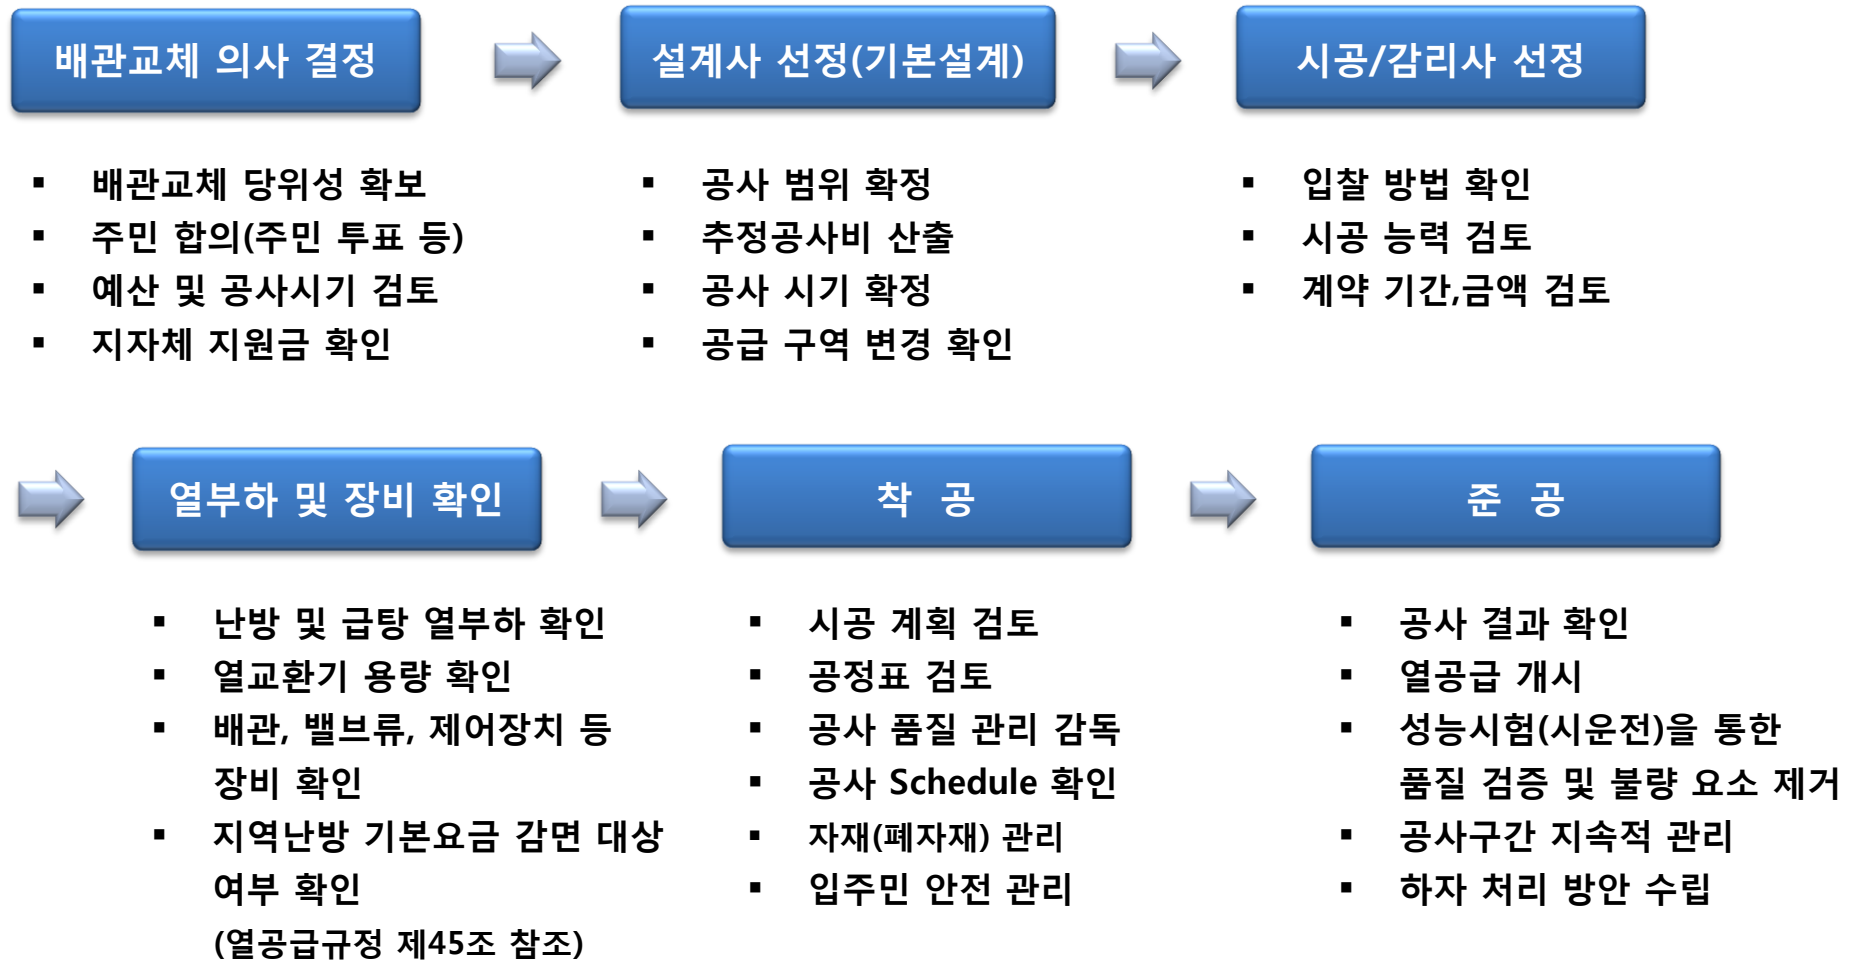 배관교체 의사 결정
설계사 선정(기본설계)
시공/감리사 선정
▪ 배관교체 당위성 확보
▪ 주민 합의(주민 투표 등)
▪ 예산 및 공사시기 검토
▪ 지자체 지원금 확인
▪ 공사 범위 확정
▪ 추정공사비 산출
▪ 공사 시기 확정
▪ 공급 구역 변경 확인
▪ 입찰 방법 확인
▪ 시공 능력 검토
▪ 계약 기간,금액 검토
열부하 및 장비 확인
착 공
준 공
▪ 난방 및 급탕 열부하 확인
▪ 열교환기 용량 확인
▪ 배관, 밸브류, 제어장치 등
장비 확인
▪ 지역난방 기본요금 감면 대상
여부 확인
(열공급규정 제45조 참조)
▪ 시공 계획 검토
▪ 공정표 검토
▪ 공사 품질 관리 감독
▪ 공사 Schedule 확인
▪ 자재(폐자재) 관리
▪ 입주민 안전 관리
▪ 공사 결과 확인
▪ 열공급 개시
▪ 성능시험(시운전)을 통한
품질 검증 및 불량 요소 제거
▪ 공사구간 지속적 관리
▪ 하자 처리 방안 수립